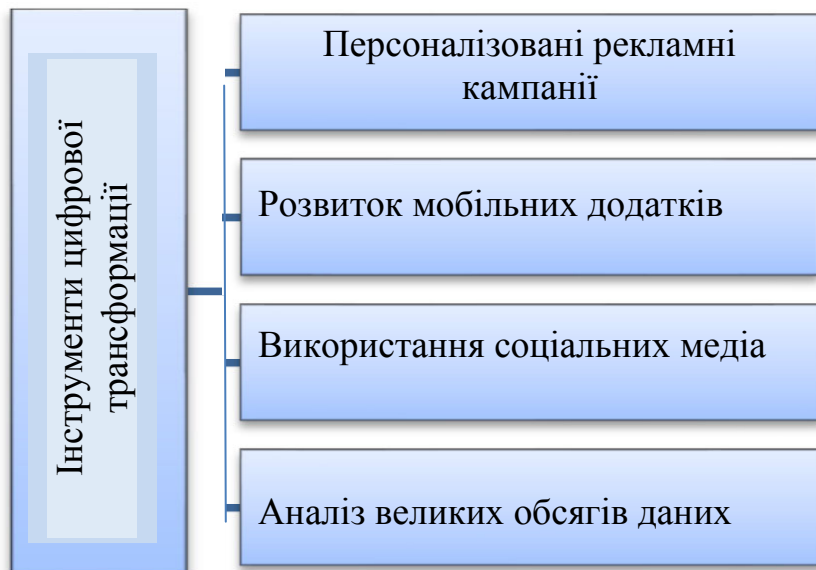 Інструменти цифрової
трансформації
Персоналізовані рекламні
кампанії
Розвиток мобільних додатків
Використання соціальних медіа
Аналіз великих обсягів даних